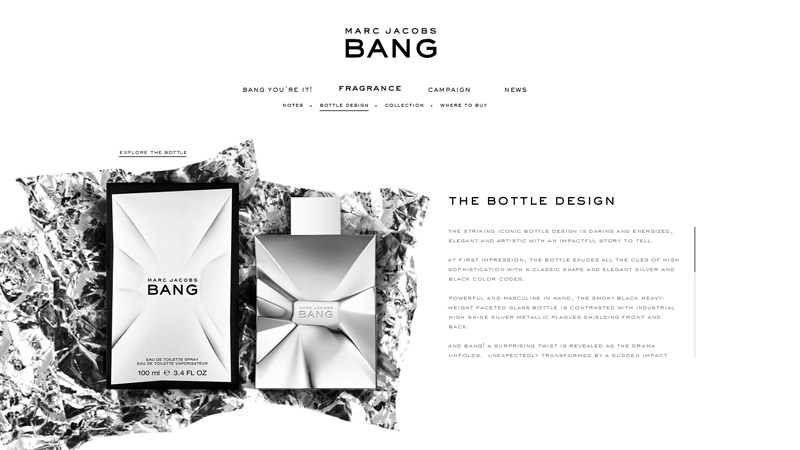 MARC JACOBS
BANG
BANG YOU'RE IT! FRAGRANCE CAMPAIGN NEWS
NOTES • BOTTLE DESIGN • COLLECTION • WHERE TO BUY
EXPLORE THE BOTTLE
MARC JACOBS
BANG
EAU DE TOILETTE SPRAY
EAU DE TOILETTE VAPORISATEUR
100 ml ℮ 3.4 FL OZ
MARC JACOBS
BANG
THE BOTTLE DESIGN
THE STRIKING ICONIC BOTTLE DESIGN IS DARING AND ENERGIZED,
ELEGANT AND ARTISTIC WITH AN IMPACTFUL STORY TO TELL.
AT FIRST IMPRESSION, THE BOTTLE EXUDES ALL THE CUES OF HIGH
SOPHISTICATION WITH A CLASSIC SHAPE AND ELEGANT SILVER AND
BLACK COLOR CODES.
POWERFUL AND MASCULINE IN HAND, THE SMOKY BLACK HEAVY-
WEIGHT FACETED GLASS BOTTLE IS CONTRASTED WITH INDUSTRIAL
HIGH SHINE SILVER METALLIC PLAQUES SHIELDING FRONT AND
BACK.
AND BANG! A SURPRISING TWIST IS REVEALED AS THE DRAMA
UNFOLDS. UNEXPECTEDLY TRANSFORMED BY A SUDDEN IMPACT